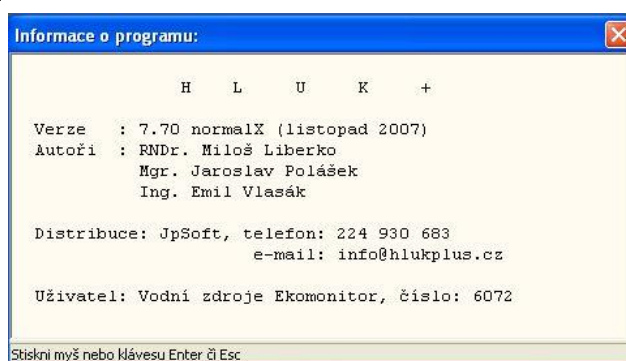 Informace o programu:
H L U K +
Verze : 7.70 normalX (listopad 2007)
Autoři : RNDr. Miloš Liberko
Mgr. Jaroslav Polášek
Ing. Emil Vlasák
Distribuce: JpSoft, telefon: 224 930 683
e-mail: info@hlukplus.cz
Uživatel: Vodní zdroje Ekomonitor, číslo: 6072
Stiskni myš nebo klávesu Enter či Esc